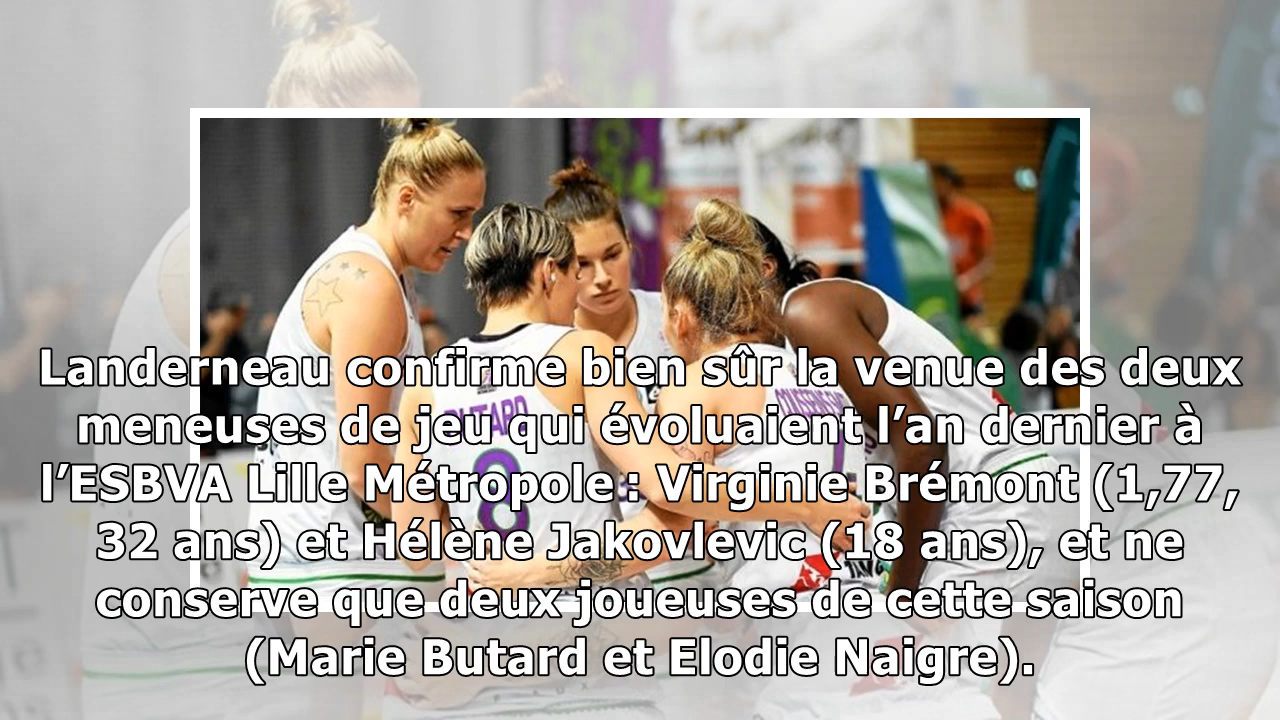 Landerneau confirme bien sûr la venue des deux
meneuses de jeu qui évoluaient l’an dernier à
l’ESBVA Lille Métropole : Virginie Brémont (1,77,
32 ans) et Hélène Jakovlevic (18 ans), et ne
conserve que deux joueuses de cette saison
(Marie Butard et Elodie Naigre).
BUTARD
8